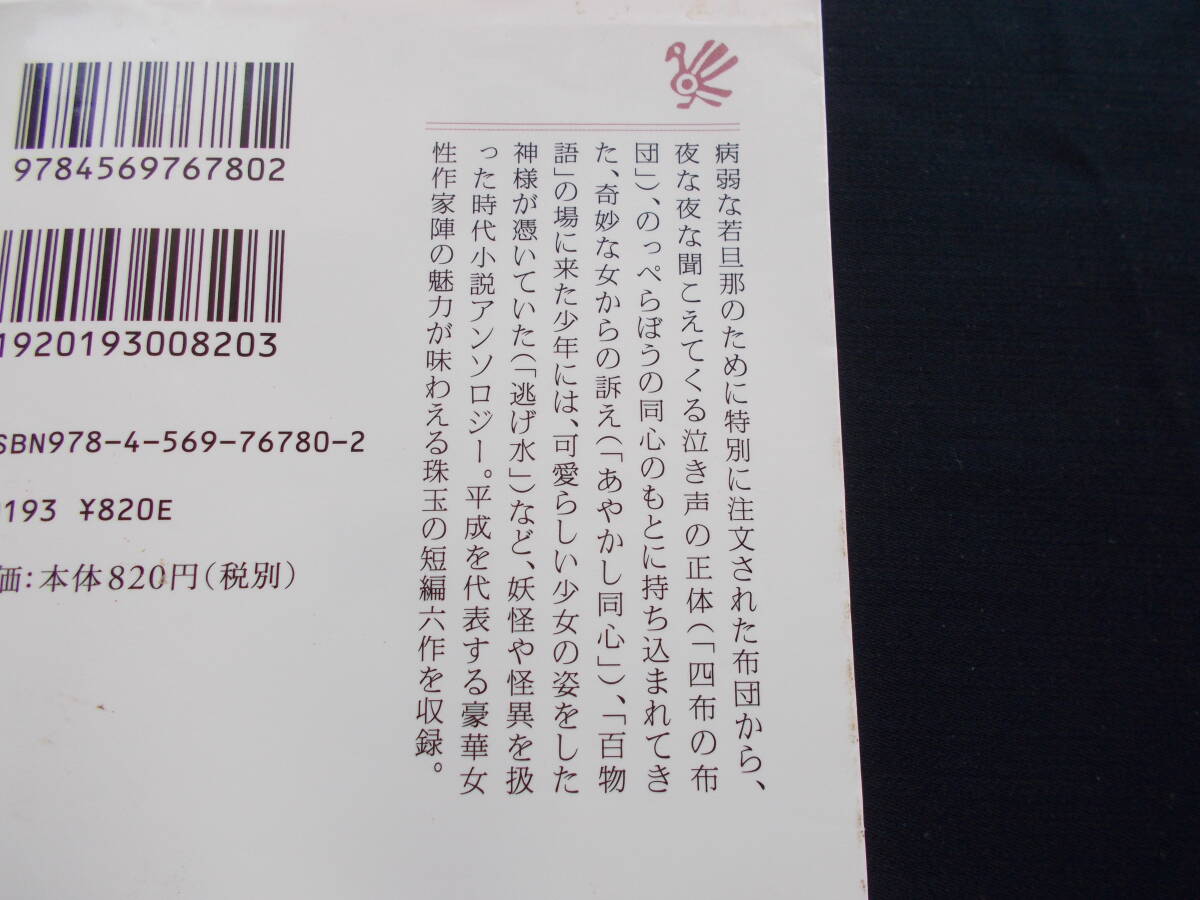 病弱な若旦那のために特別に注文された布団から、
夜な夜な聞こえてくる泣き声の正体(「四布の布
団」)、のっぺらぼうの同心のもとに持ち込まれてき
た、奇妙な女からの訴え(「あやかし同心」)、「百物
語」の場に来た少年には、可愛らしい少女の姿をした
神様が憑いていた(「逃げ水」)など、妖怪や怪異を扱
った時代小説アンソロジー。平成を代表する豪華女
性作家陣の魅力が味わえる珠玉の短編六作を収録。
9784569767802
1920193008203
ISBN978-4-569-76780-2
0193 ¥820E
価:本体820円(税別)